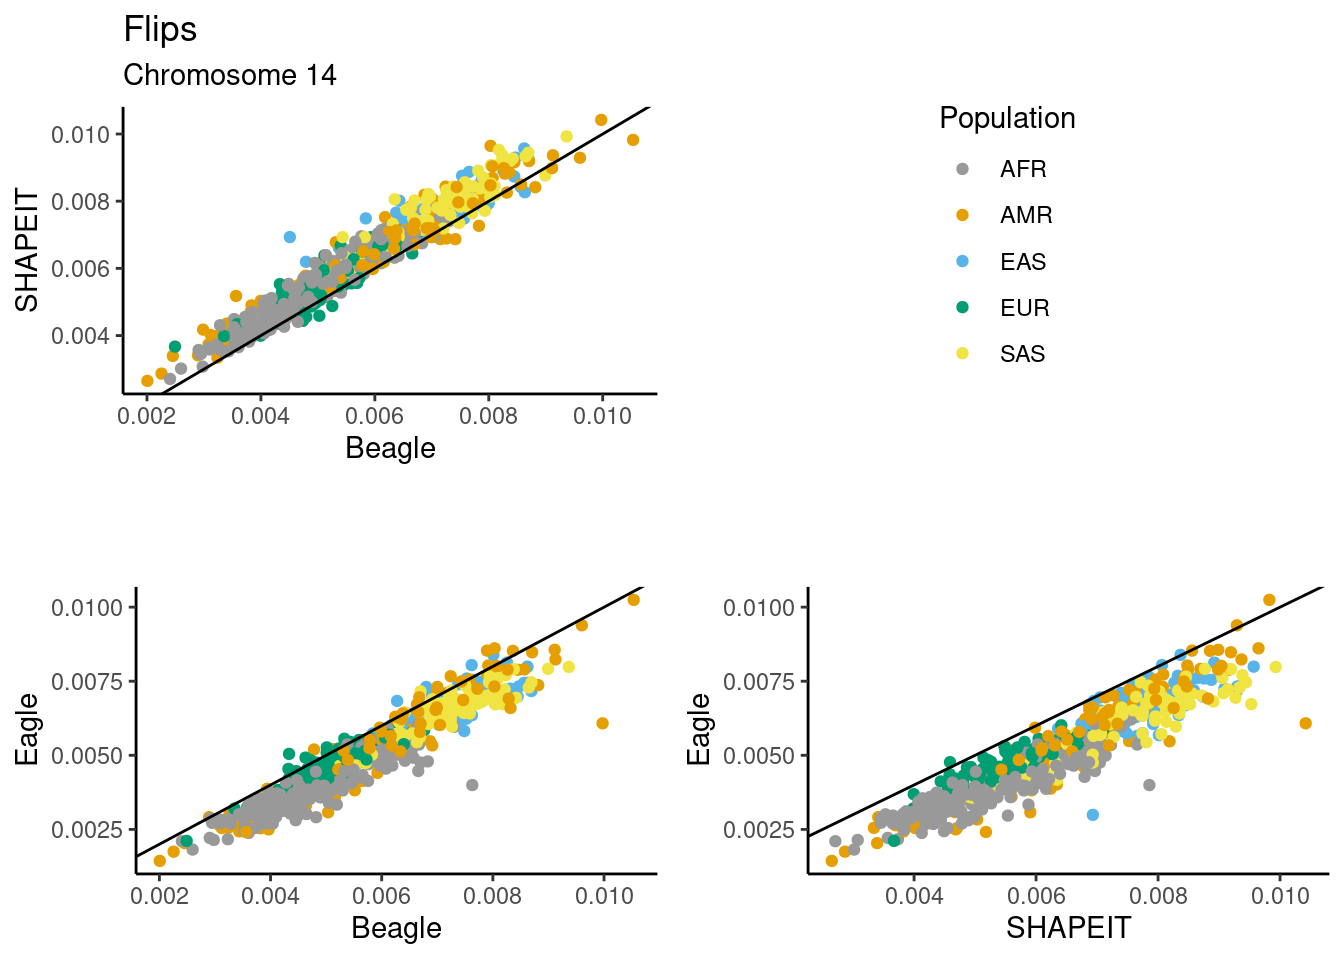 Flips
Chromosome 14
SHAPEIT
0.010
0.008
0.006
0.004
0.002 0.004 0.006 0.008 0.010
Beagle
Population
AFR
AMR
EAS
EUR
SAS
Eagle
0.0100
0.0075
0.0050
0.0025
0.002 0.004 0.006 0.008 0.010
Beagle
Eagle
0.0100
0.0075
0.0050
0.0025
0.004 0.006 0.008 0.010
SHAPEIT